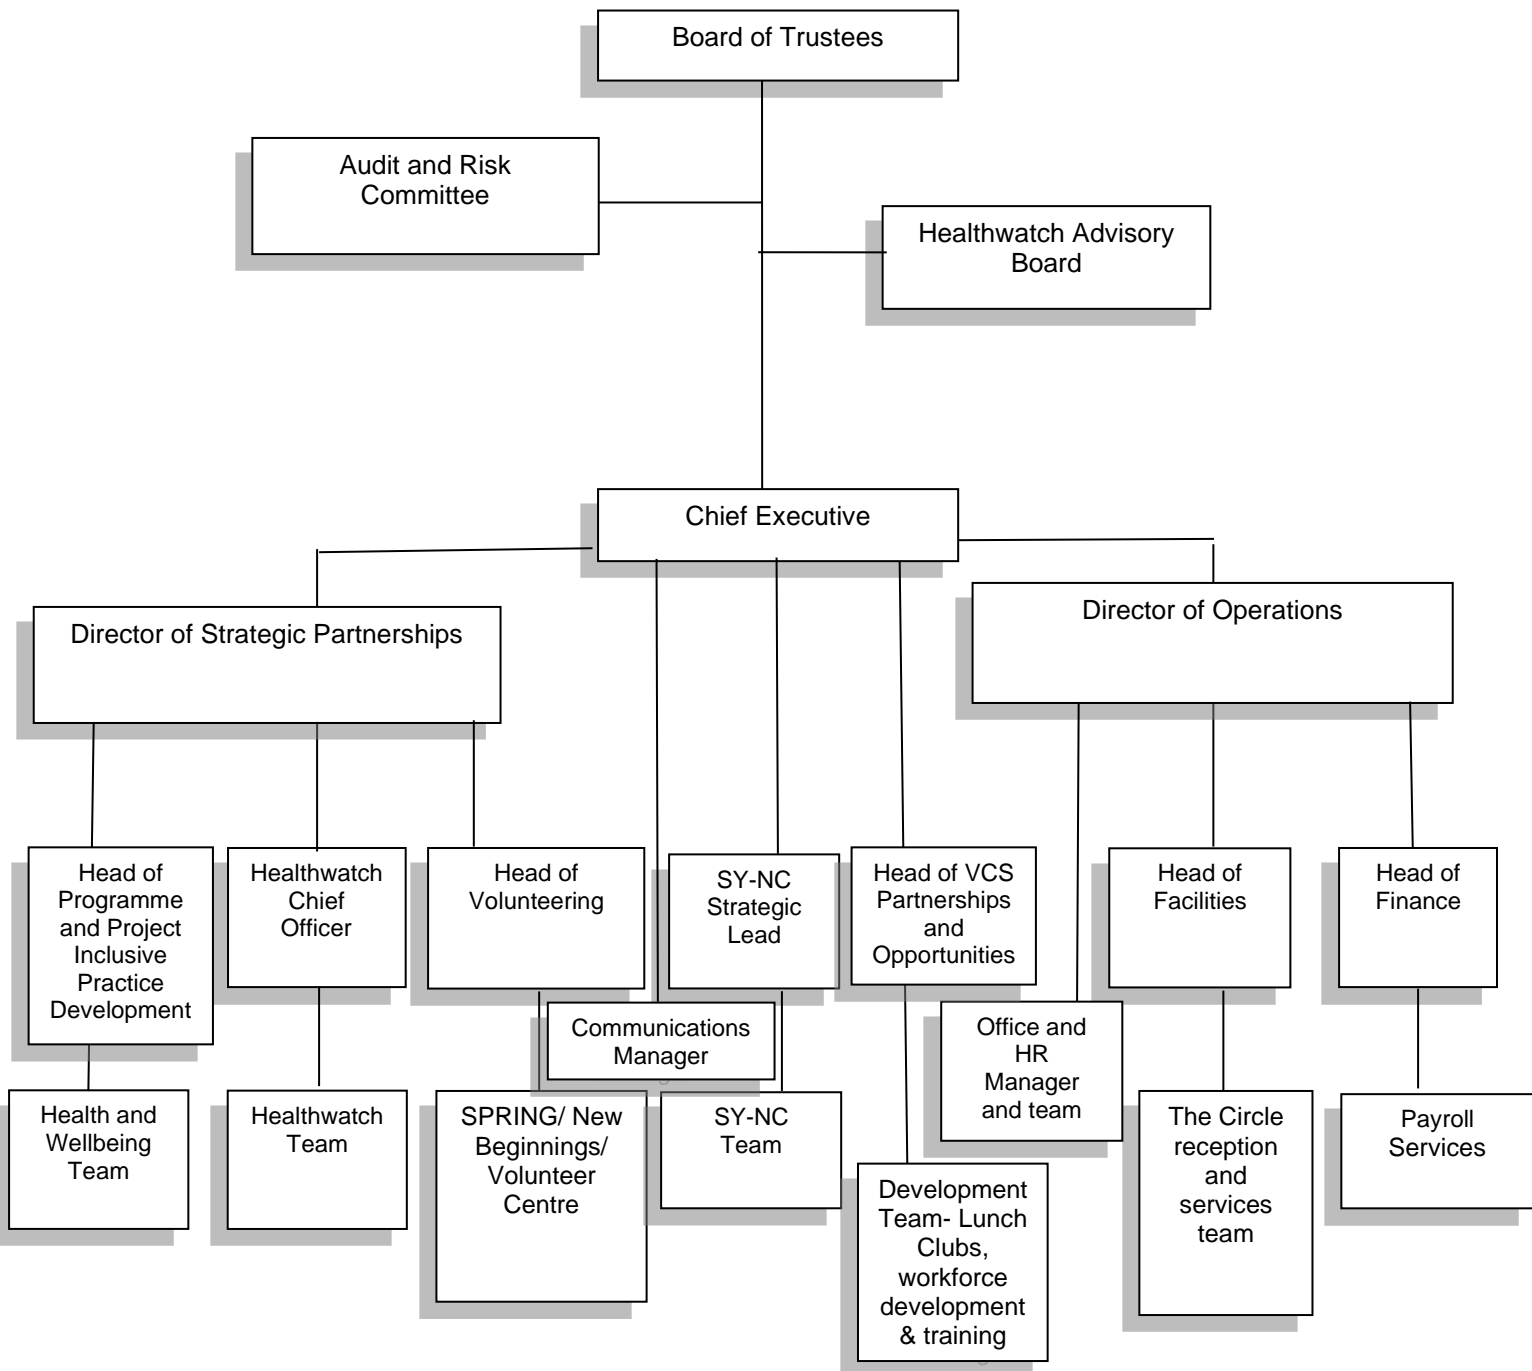 Board of Trustees
Audit and Risk
Committee
Healthwatch Advisory
Board
Chief Executive
Director of Strategic Partnerships
Director of Operations
Head of
Programme
and Project
Inclusive
Practice
Development
Healthwatch
Chief
Officer
Head of
Volunteering
SY-NC
Strategic
Lead
Head of VCS
Partnerships
and
Opportunities
Head of
Facilities
Head of
Finance
Communications
Manager
Office and
HR
Manager
and team
Health and
Wellbeing
Team
Healthwatch
Team
SPRING/ New
Beginnings/
Volunteer
Centre
SY-NC
Team
Development
Team- Lunch
Clubs,
workforce
development
& training
The Circle
reception
and
services
team
Payroll
Services